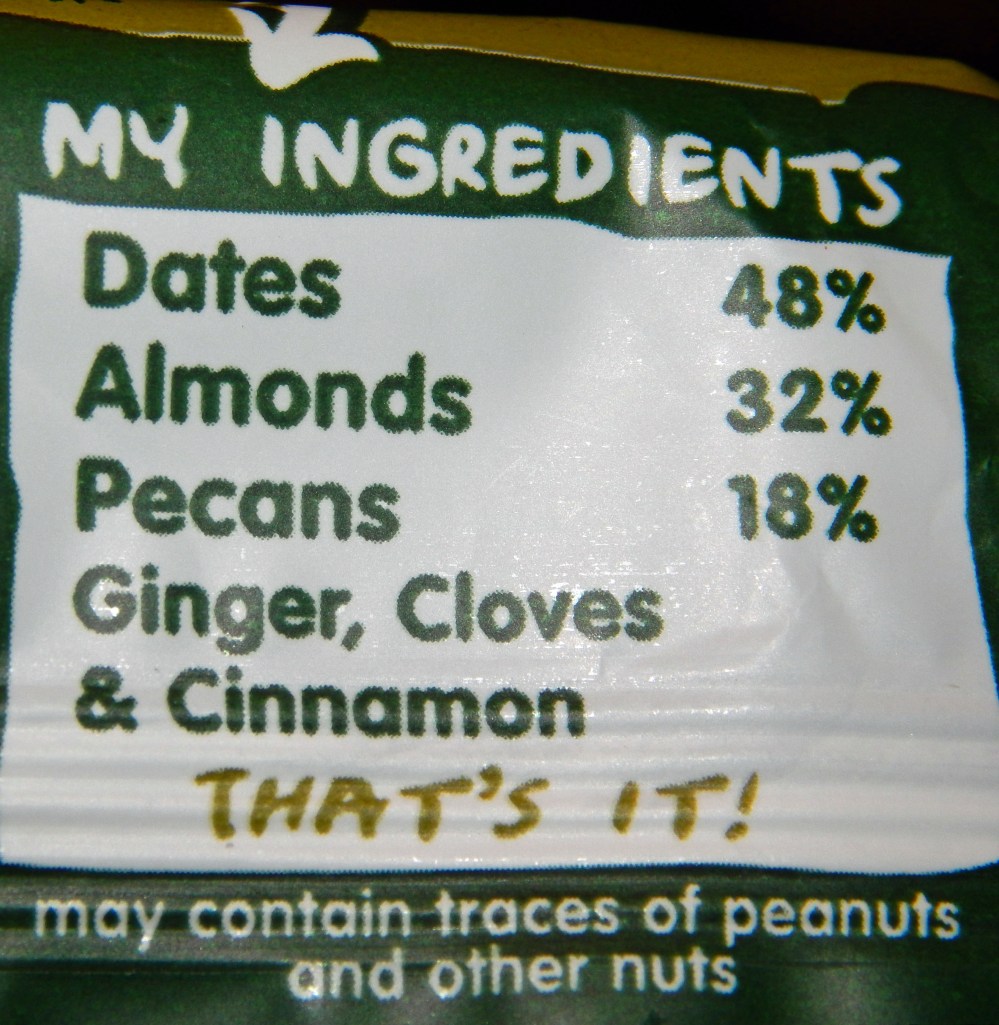 MY INGREDIENTS
Dates 48%
Almonds 32%
Pecans 18%
Ginger, Cloves
& Cinnamon
THAT'S IT!
may contain traces of peanuts
and other nuts